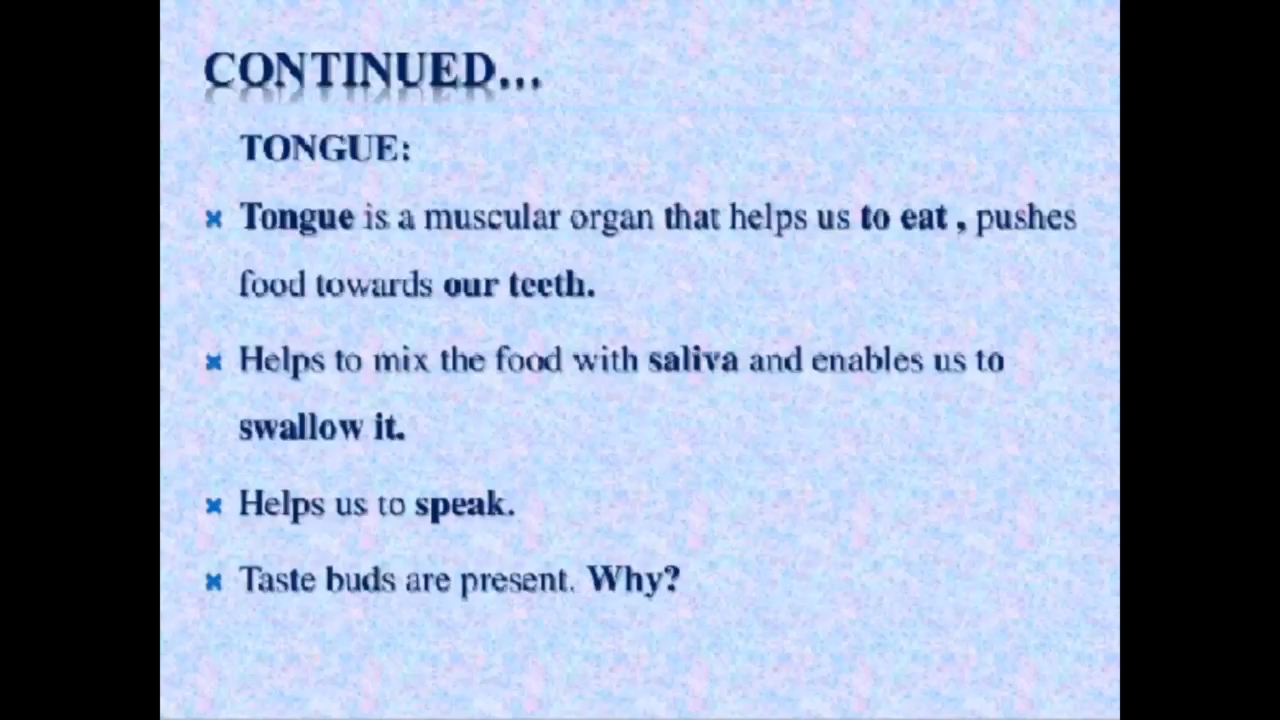 CONTINUED...
TONGUE:
Tongue is a muscular organ that helps us to eat , pushes
food towards our teeth.
Helps to mix the food with saliva and enables us to
swallow it.
Helps us to speak.
Taste buds are present. Why?